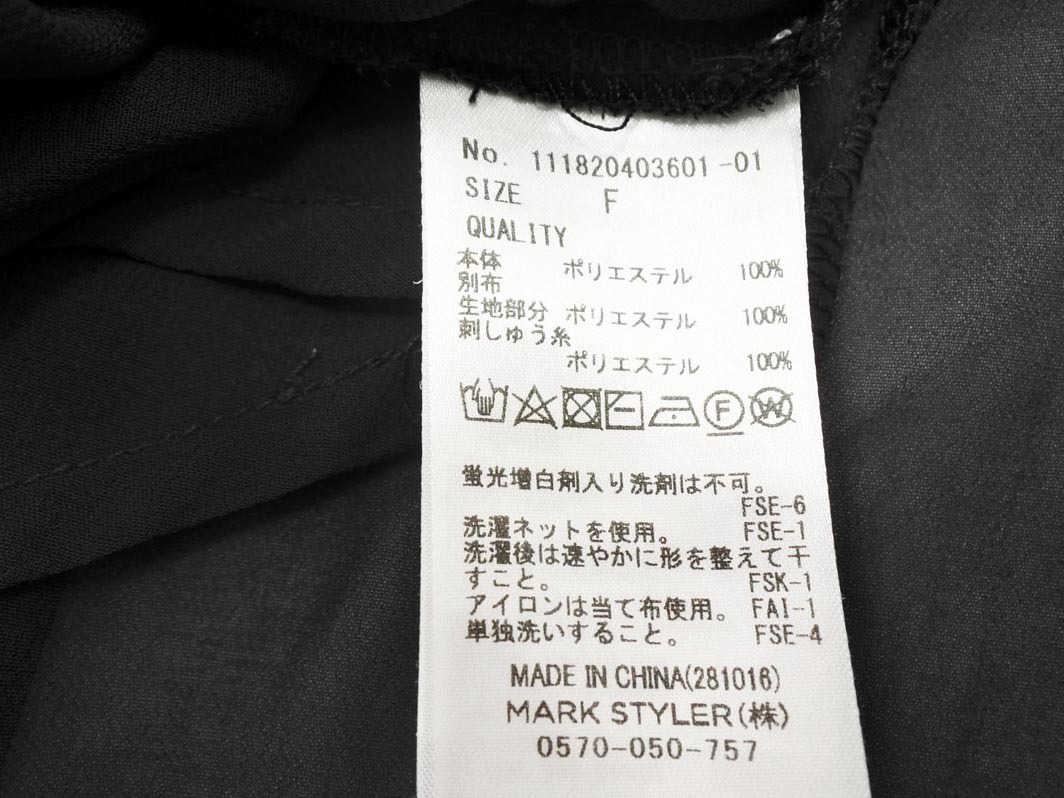 No. 111820403601-01
SIZE F
QUALITY
本体 ポリエステル 100%
別布
生地部分 ポリエステル 100%
刺しゅう糸
ポリエステル 100%
F W
蛍光増白剤入り洗剤は不可。
FSE-6
洗濯ネットを使用。 FSE-1
洗濯後は速やかに形を整えて干
すこと。 FSK-1
アイロンは当て布使用。 FAI-1
単独洗いすること。 FSE-4
MADE IN CHINA(281016)
MARK STYLER(株)
0570-050-757